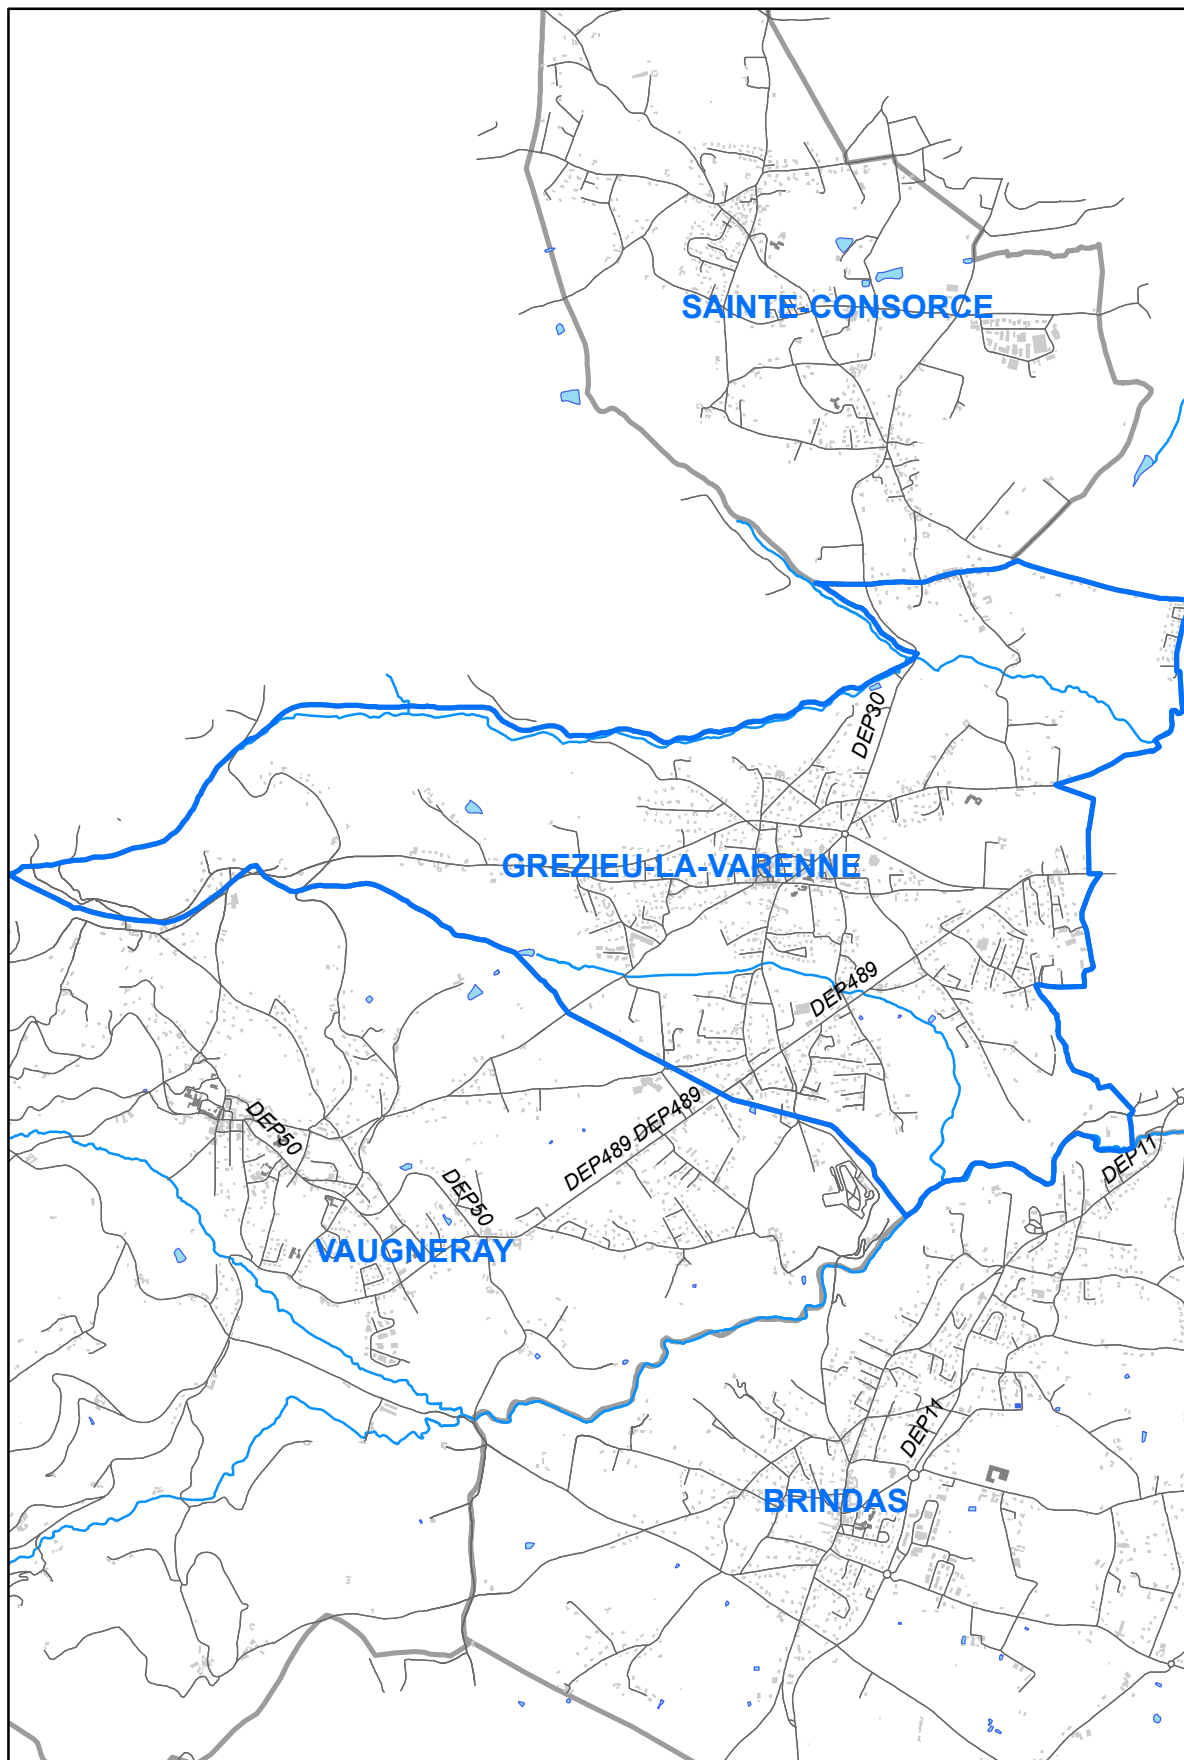 SAINTE-CONSORCE
DEP30
GREZIEU-LA-VARENNE
DEP489
DEP489
DEP489
DEP50
DEP50
DEP11
VAUGNERAY
DEP11
BRINDAS